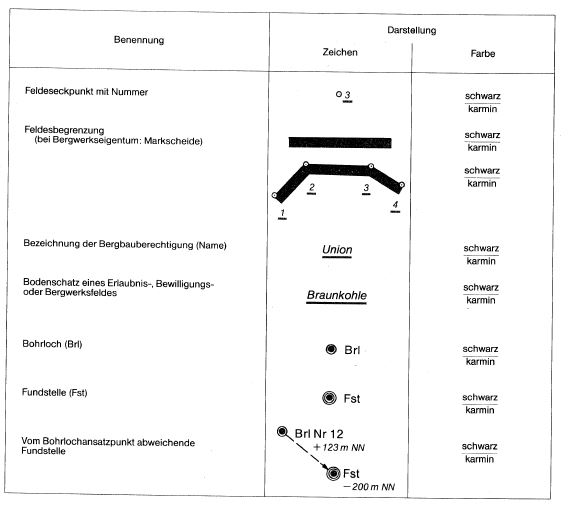 Benennung
Darstellung
Zeichen
Farbe
Feldeseckpunkt mit Nummer
3
schwarz
karmin
Feldesbegrenzung
(bei Bergwerkseigentum: Markscheide)
schwarz
karmin
1
2
3
4
schwarz
karmin
Bezeichnung der Bergbauberechtigung (Name)
Union
schwarz
karmin
Bodenschatz eines Erlaubnis-, Bewilligungs-
oder Bergwerksfeldes
Braunkohle
schwarz
karmin
Bohrloch (Brl)
Brl
schwarz
karmin
Fundstelle (Fst)
Fst
schwarz
karmin
Vom Bohrlochansatzpunkt abweichende
Fundstelle
Brl Nr 12
+123 m NN
Fst
−200 m NN
schwarz
karmin